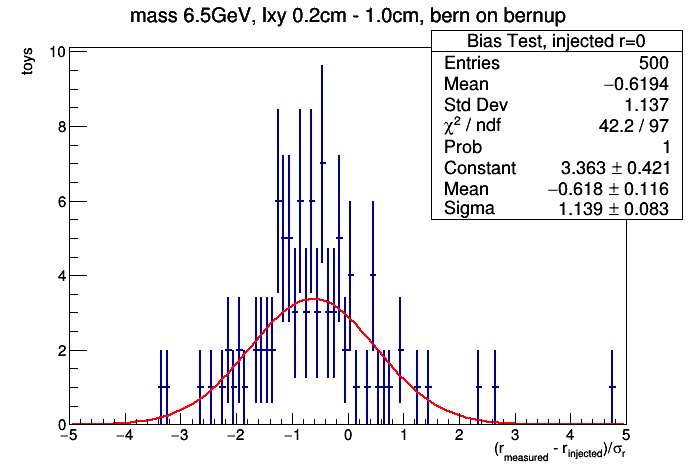 mass 6.5GeV, lxy 0.2cm - 1.0cm, bern on bernup
Bias Test, injected r=0
Entries 500
Mean −0.6194
Std Dev 1.137
χ² / ndf 42.2 / 97
Prob 1
Constant 3.363 ± 0.421
Mean −0.618 ± 0.116
Sigma 1.139 ± 0.083
toys
10
8
6
4
2
0
−5 −4 −3 −2 −1 0 1 2 3 4 5
(r_measured - r_injected)/σ_r